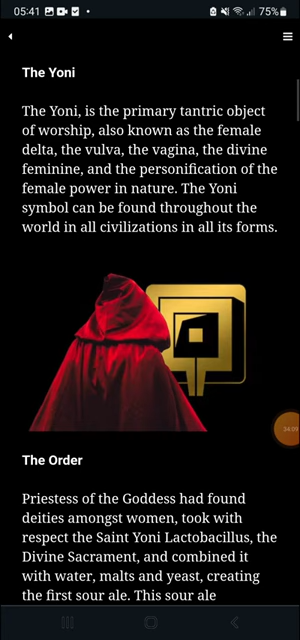 05:41
75%
The Yoni
The Yoni, is the primary tantric object
of worship, also known as the female
delta, the vulva, the vagina, the divine
feminine, and the personification of the
female power in nature. The Yoni
symbol can be found throughout the
world in all civilizations in all its forms.
34:09
The Order
Priestess of the Goddess had found
deities amongst women, took with
respect the Saint Yoni Lactobacillus, the
Divine Sacrament, and combined it
with water, malts and yeast, creating
the first sour ale. This sour ale